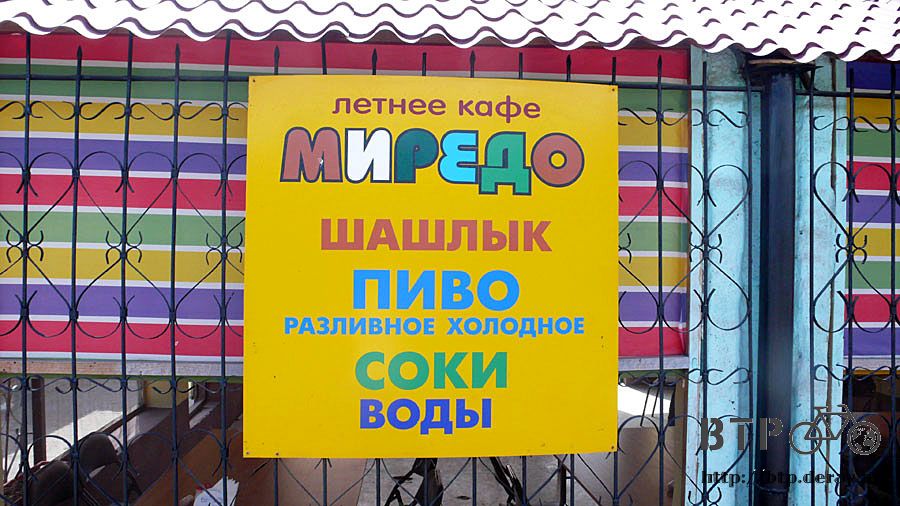 летнее кафе
МИРЕДО
ШАШЛЫК
ПИВО
РАЗЛИВНОЕ ХОЛОДНОЕ
СОКИ
ВОДЫ
ВТР